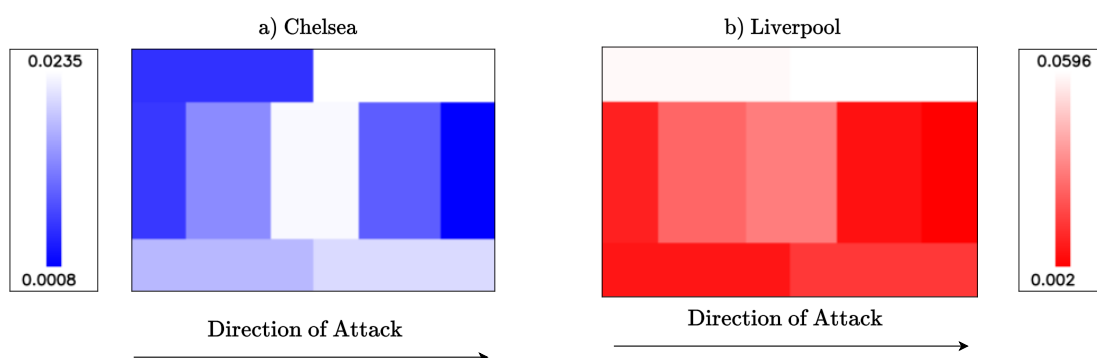 a) Chelsea
b) Liverpool
0.0235
0.0008
0.0596
0.002
Direction of Attack
Direction of Attack